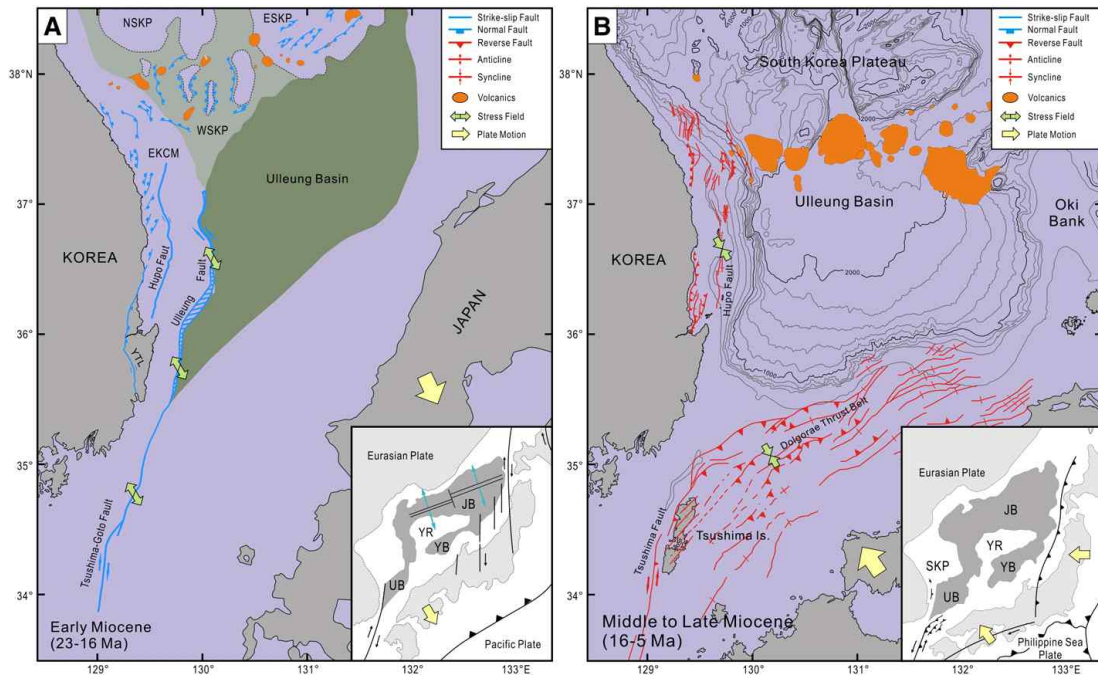 A
NSKP
ESKP
Strike-slip Fault
Normal Fault
Reverse Fault
Anticline
Syncline
Volcanics
Stress Field
Plate Motion
38°N
WSKP
EKCM
Ulleung Basin
37°
KOREA
Hupo Faut
Ulleung Fault
JAPAN
36°
YTL
35°
Tsushima-Goto Fault
34°
Early Miocene
(23-16 Ma)
Eurasian Plate
JB
YR
YB
UB
Pacific Plate
129°
130°
131°
132
133°E
B
Strike-slip Fault
Normal Fault
Reverse Fault
Anticline
Syncline
Volcanics
Stress Field
Plate Motion
38°N
South Korea Plateau
1000
2000
37°
Ulleung Basin
Oki
Bank
KOREA
Hupo Fault
2000
36°
1000
Dolgorae Thrust Belt
35°
Tsushima Fault
Tsushima Is.
34°
Middle to Late Miocene
(16-5 Ma)
Eurasian Plate
JB
YR
SKP
YB
UB
Philippine Sea
Plate
129°
130°
131°
132°
133°E